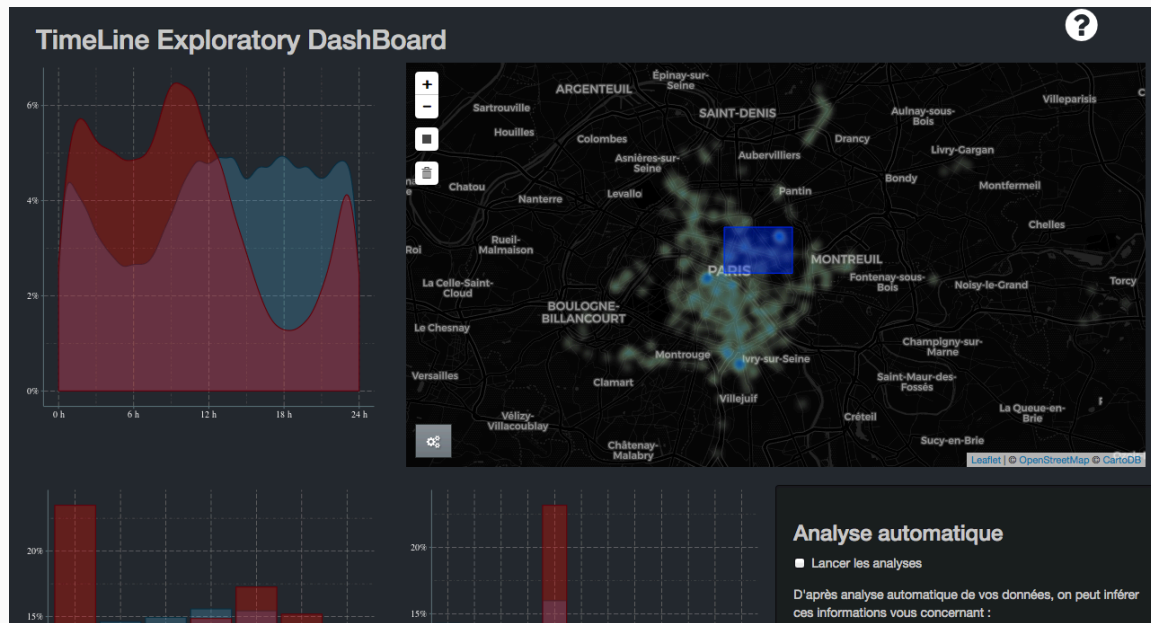 TimeLine Exploratory DashBoard
?
6%
4%
2%
0%
0 h
6 h
12 h
18 h
24 h
+
−
Épinay-sur-
Seine
ARGENTEUIL
Sartrouville
SAINT-DENIS
Aulnay-sous-
Bois
Villeparisis
Houilles
Colombes
Drancy
Livry-Gargan
Asnières-sur-
Seine
Aubervilliers
Bondy
Montfermeil
Chatou
Nanterre
Levallo
Pantin
Chelles
Roi
Rueil-
Malmaison
PARIS
MONTREUIL
Fontenay-sous-
Bois
Noisy-le-Grand
Torcy
La Celle-Saint-
Cloud
BOULOGNE-
BILLANCOURT
Le Chesnay
Champigny-sur-
Marne
Montrouge
Ivry-sur-Seine
Versailles
Clamart
Saint-Maur-des-
Fossés
Villejuif
La Queue-en-
Brie
Vélizy-
Villacoublay
Créteil
Châtenay-
Malabry
Sucy-en-Brie
Leaflet | © OpenStreetMap © CartoDB
20%
15%
20%
15%
Analyse automatique
Lancer les analyses
D'après analyse automatique de vos données, on peut inférer
ces informations vous concernant :